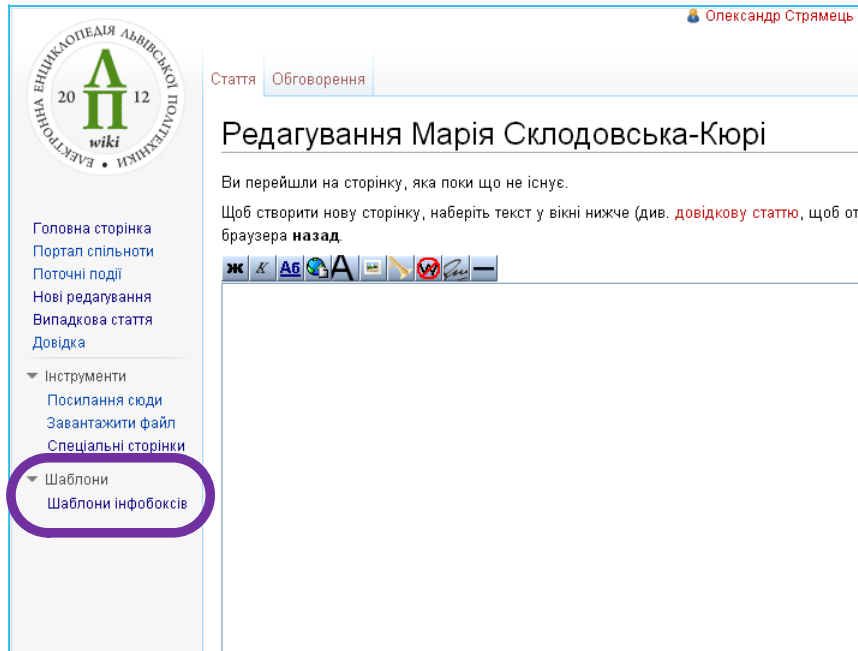 Олександр Стрямець
ЕЛЕКТРОННА ЕНЦИКЛОПЕДІЯ ЛЬВІВСЬКОЇ ПОЛІТЕХНІКИ
20 ЛП 12
wiki
Стаття Обговорення
Редагування Марія Склодовська-Кюрі
Ви перейшли на сторінку, яка поки що не існує.
Щоб створити нову сторінку, наберіть текст у вікні нижче (див. довідкову статтю, щоб от
браузера назад.
Ж К Аб A W
Головна сторінка
Портал спільноти
Поточні події
Нові редагування
Випадкова стаття
Довідка
Інструменти
Посилання сюди
Завантажити файл
Спеціальні сторінки
Шаблони
Шаблони інфобоксів